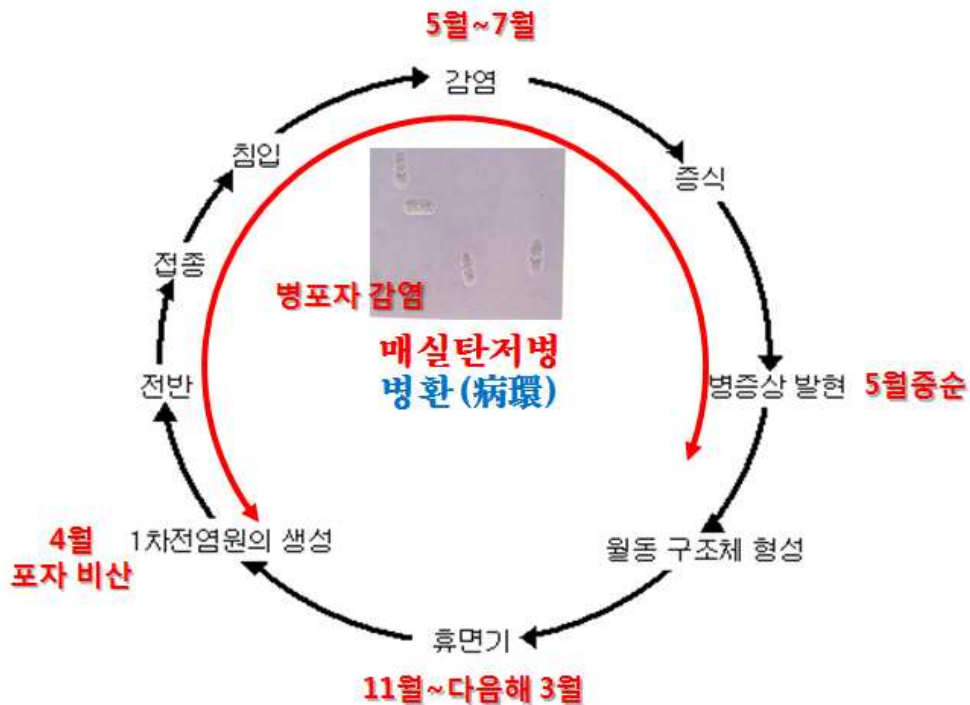 5월~7월
감염
침입
증식
접종
병포자 감염
매실탄저병
병환(病環)
전반
병증상 발현
5월중순
4월
포자 비산
1차전염원의 생성
월동 구조체 형성
휴면기
11월~다음해 3월